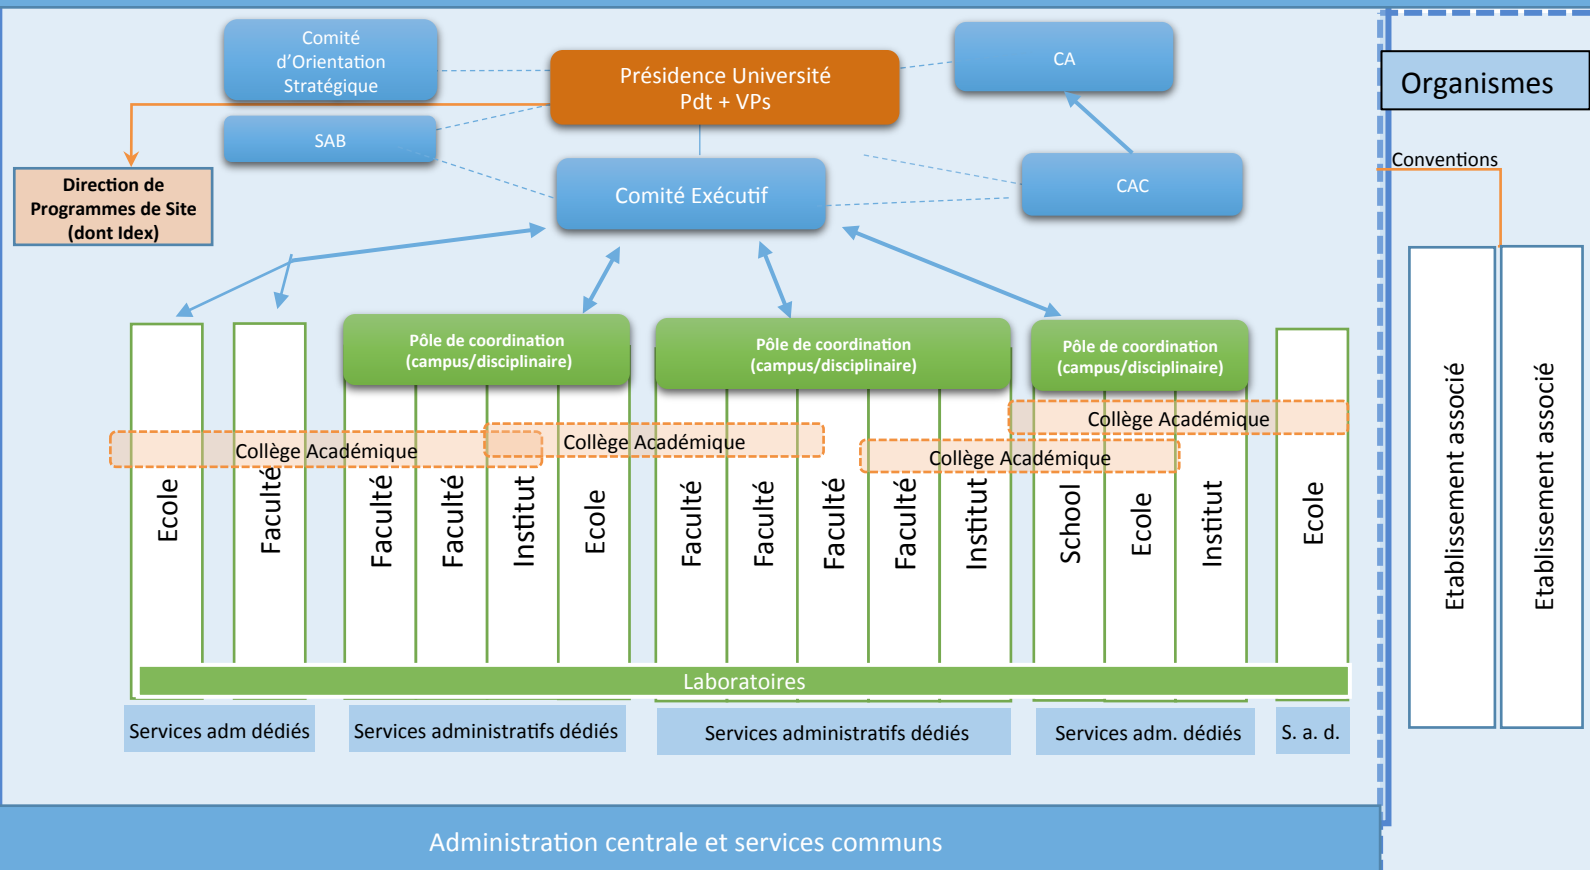 Comité
d'Orientation
Stratégique
Présidence Université
Pdt + VPs
CA
Organismes
SAB
Conventions
Direction de
Programmes de Site
(dont Idex)
Comité Exécutif
CAC
Pôle de coordination
(campus/disciplinaire)
Pôle de coordination
(campus/disciplinaire)
Pôle de coordination
(campus/disciplinaire)
Collège Académique
Collège Académique
Collège Académique
Collège Académique
Ecole
Faculté
Faculté
Faculté
Institut
Ecole
Faculté
Faculté
Faculté
Faculté
Institut
School
Ecole
Institut
Ecole
Etablissement associé
Etablissement associé
Laboratoires
Services adm dédiés
Services administratifs dédiés
Services administratifs dédiés
Services adm. dédiés
S. a. d.
Administration centrale et services communs